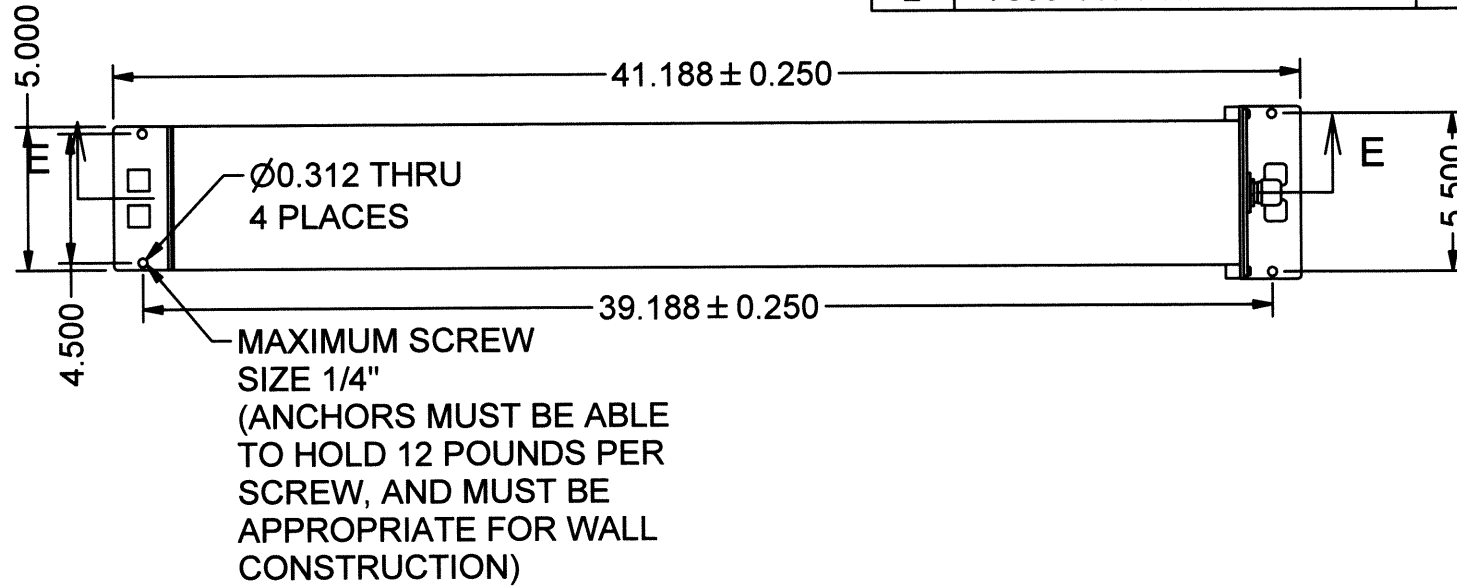 5.000
41.188 ± 0.250
E
E
Ø0.312 THRU
4 PLACES
5.500
39.188 ± 0.250
4.500
MAXIMUM SCREW
SIZE 1/4"
(ANCHORS MUST BE ABLE
TO HOLD 12 POUNDS PER
SCREW, AND MUST BE
APPROPRIATE FOR WALL
CONSTRUCTION)